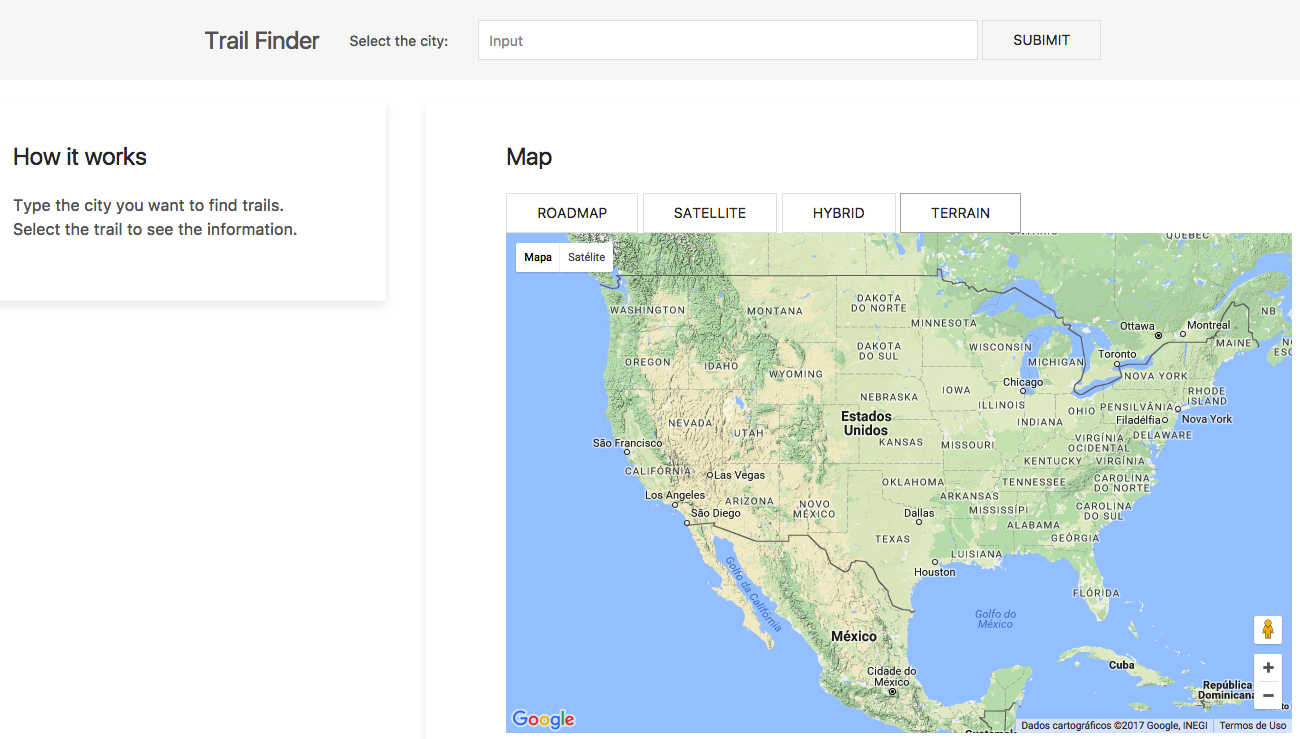 Trail Finder
Select the city:
Input
SUBIMIT
How it works
Type the city you want to find trails.
Select the trail to see the information.
Map
ROADMAP
SATELLITE
HYBRID
TERRAIN
Mapa
Satélite
ONTÁRIO
QUEBEC
WASHINGTON
MONTANA
DAKOTA
DO NORTE
MINNESOTA
Ottawa
Montreal
NB
MAINE
OREGON
IDAHO
WYOMING
DAKOTA
DO SUL
WISCONSIN
MICHIGAN
Toronto
NOVA YORK
Chicago
NEBRASKA
IOWA
ILLINOIS
INDIANA
OHIO
PENSILVÂNIA
RHODE
ISLAND
Nova York
Filadélfia
NEVADA
UTAH
Estados
Unidos
KANSAS
MISSOURI
VIRGÍNIA
OCIDENTAL
DELAWARE
São Francisco
CALIFÓRNIA
Las Vegas
KENTUCKY
VIRGÍNIA
Los Angeles
ARIZONA
NOVO
MÉXICO
OKLAHOMA
ARKANSAS
TENNESSEE
CAROLINA
DO NORTE
São Diego
Dallas
MISSISSÍPI
CAROLINA
DO SUL
ALABAMA
TEXAS
GEÓRGIA
LUISIANA
Houston
Golfo da Califórnia
FLÓRIDA
Golfo do
México
México
Cuba
Cidade do
México
República
Dominicana
Guatemala
Google
Dados cartográficos ©2017 Google, INEGI
Termos de Uso